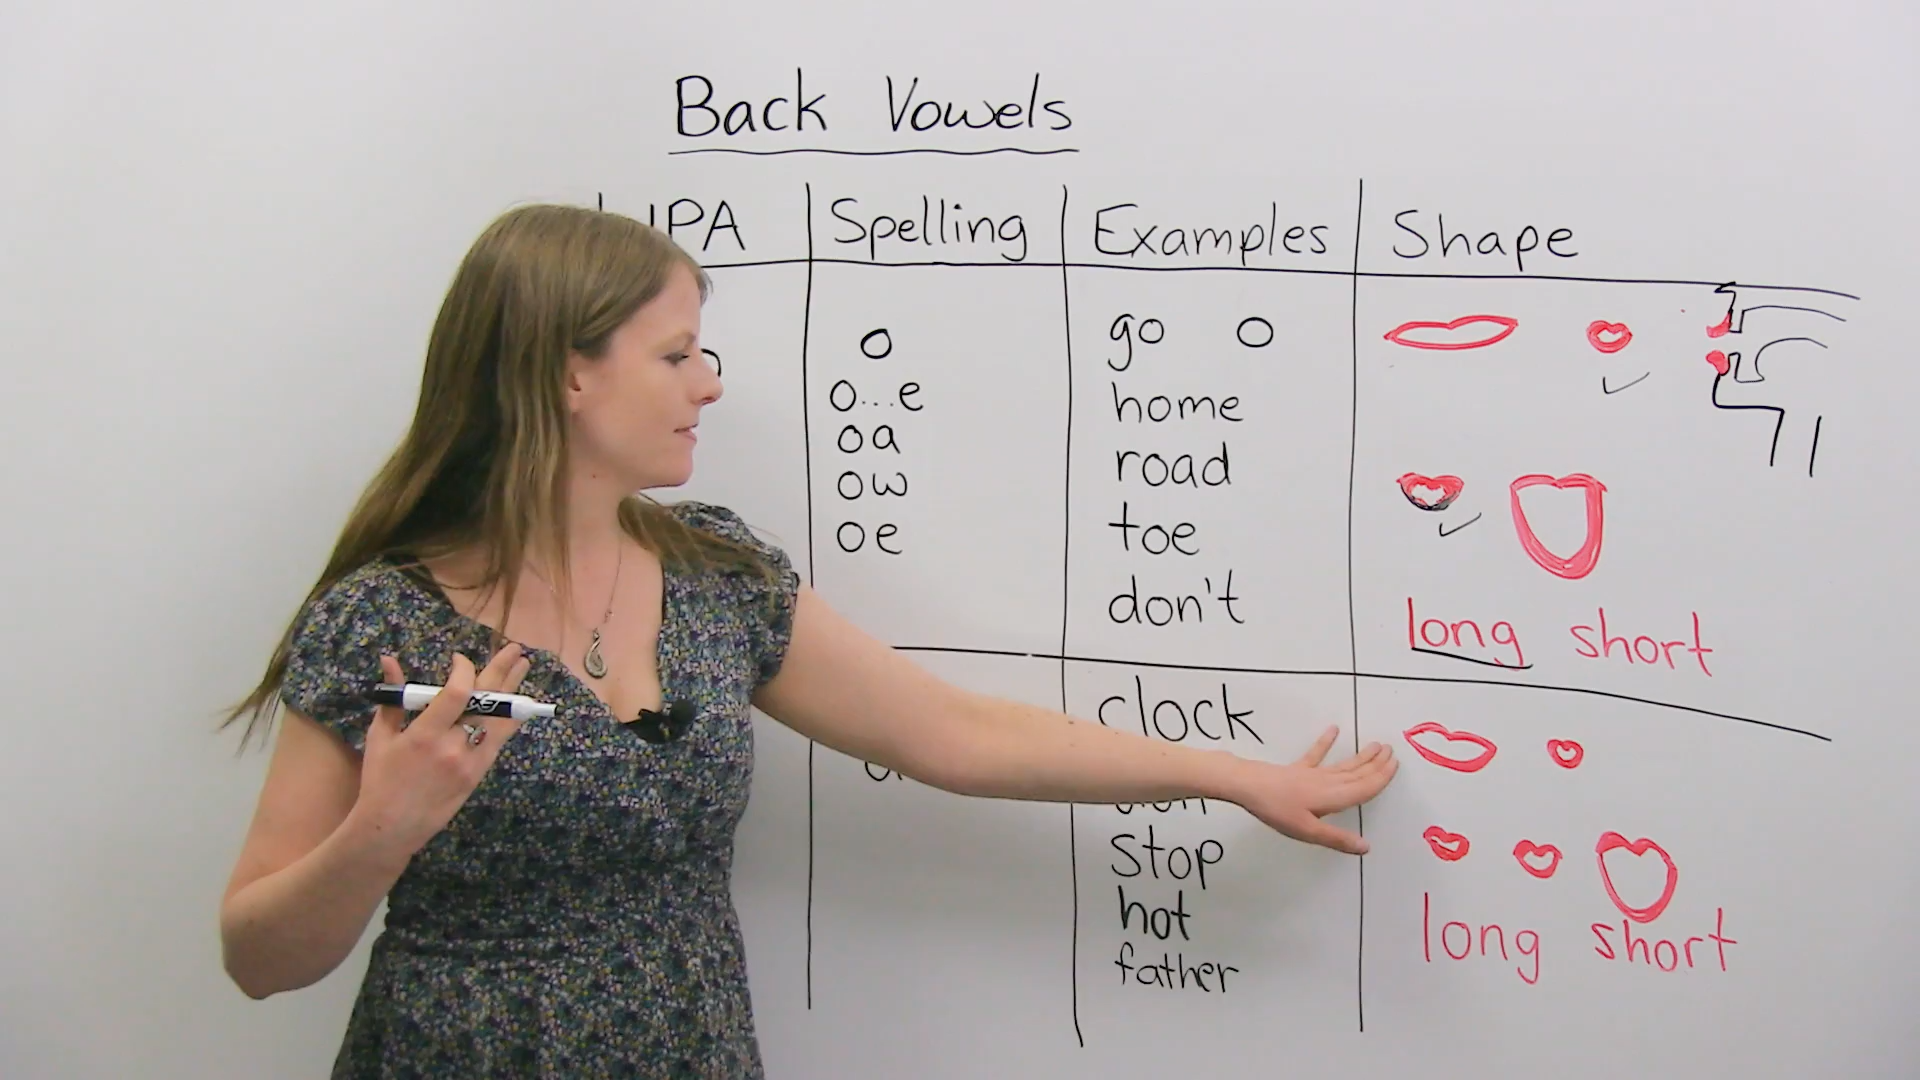 Back Vowels
IPA Spelling Examples Shape
o go o
o...e home
oa road
ow toe
oe don't
long short
clock
stop
hot
father
long short